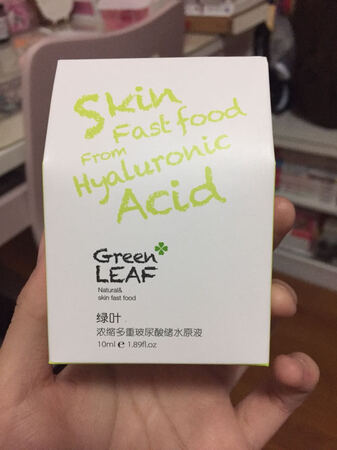 Skin
Fast food
From
Hyaluronic
Acid
Green
LEAF
Natural&
skin fast food
绿叶
浓缩多重玻尿酸储水原液
10ml ℮ 1.89fl.oz